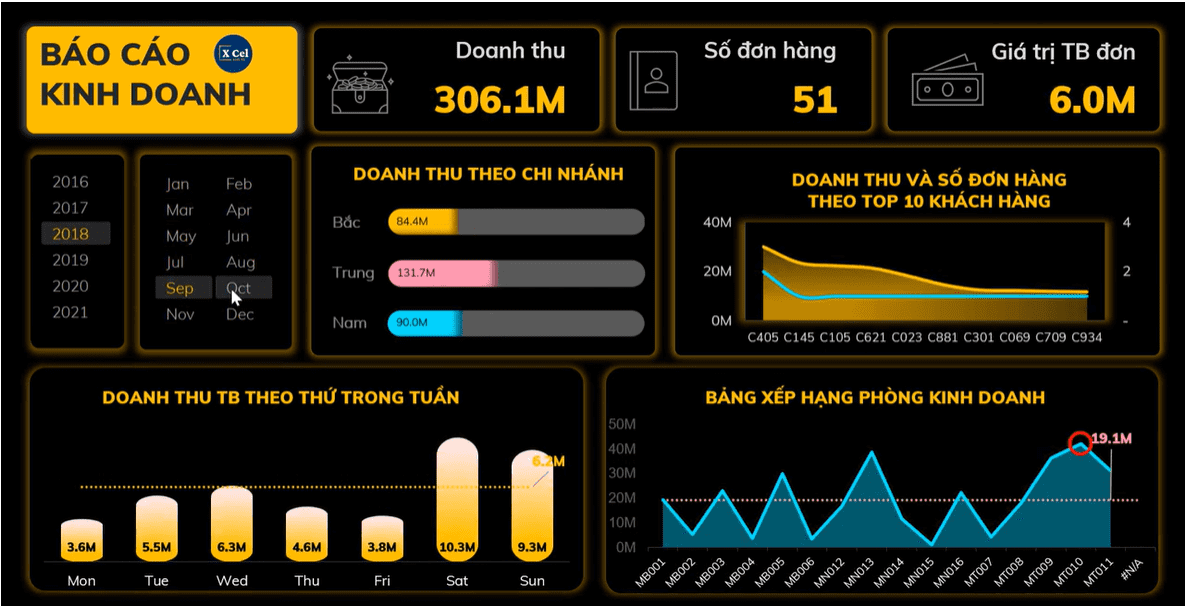 BÁO CÁO
KINH DOANH
X Cel
Doanh thu
306.1M
Số đơn hàng
51
Giá trị TB đơn
6.0M
2016
2017
2018
2019
2020
2021
Jan Feb
Mar Apr
May Jun
Jul Aug
Sep Oct
Nov Dec
DOANH THU THEO CHI NHÁNH
Bắc 84.4M
Trung 131.7M
Nam 90.0M
DOANH THU VÀ SỐ ĐƠN HÀNG
THEO TOP 10 KHÁCH HÀNG
40M 4
20M 2
0M -
C405 C145 C105 C621 C023 C881 C301 C069 C709 C934
DOANH THU TB THEO THỨ TRONG TUẦN
6.2M
3.6M 5.5M 6.3M 4.6M 3.8M 10.3M 9.3M
Mon Tue Wed Thu Fri Sat Sun
BẢNG XẾP HẠNG PHÒNG KINH DOANH
50M
40M
30M
20M
10M
0M
19.1M
MB001 MB002 MB003 MB004 MB005 MB006 MN012 MN013 MN014 MN015 MN016 MT007 MT008 MT009 MT010 MT011 #N/A